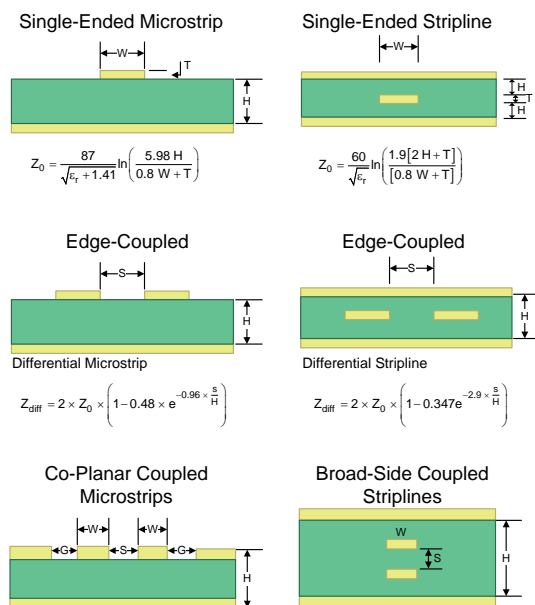 Single-Ended Microstrip
W
T
H
Z₀ = 87 / √(εᵣ + 1.41) ln(5.98 H / 0.8 W + T)
Single-Ended Stripline
W
H
T
H
Z₀ = 60 / √εᵣ ln(1.9[2 H + T] / [0.8 W + T])
Edge-Coupled
S
H
Differential Microstrip
Z_diff = 2 × Z₀ × (1 − 0.48 × e^(−0.96 × s/H))
Edge-Coupled
S
H
Differential Stripline
Z_diff = 2 × Z₀ × (1 − 0.347e^(−2.9 × s/H))
Co-Planar Coupled
Microstrips
W W
G S G
H
Broad-Side Coupled
Striplines
W
S
H